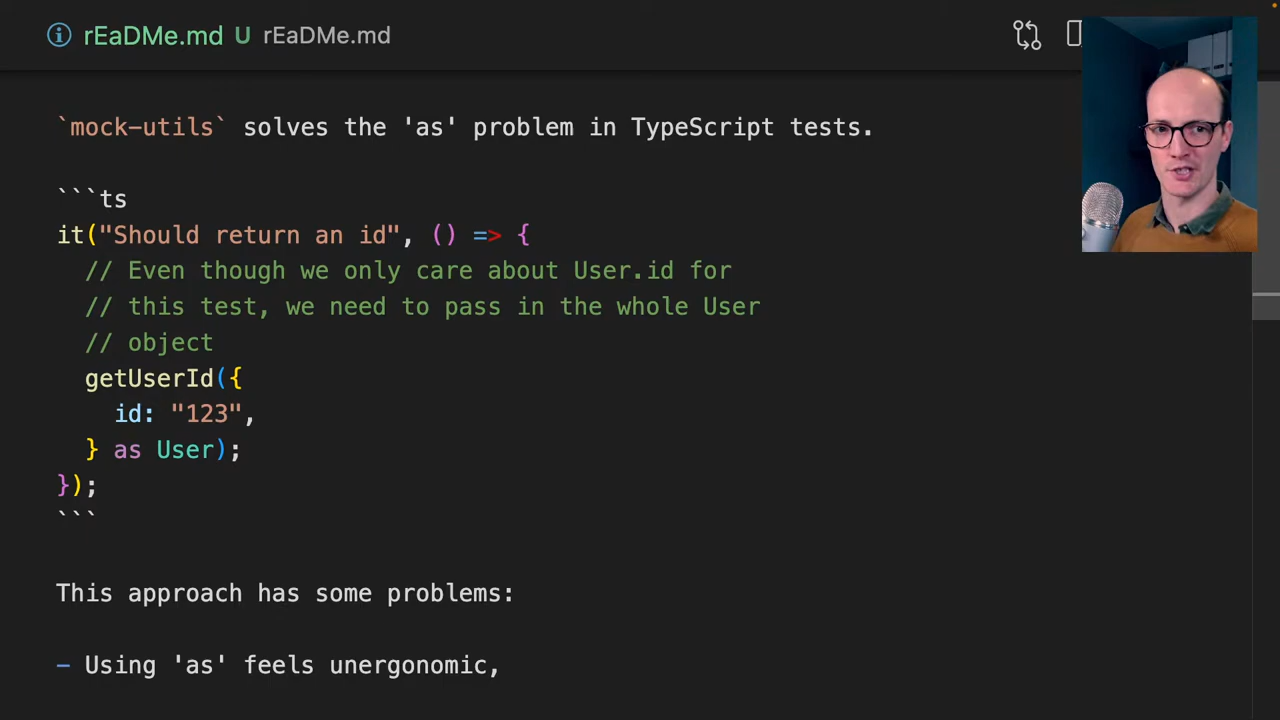 rEaDMe.md U rEaDMe.md
`mock-utils` solves the 'as' problem in TypeScript tests.
```ts
it("Should return an id", () => {
// Even though we only care about User.id for
// this test, we need to pass in the whole User
// object
getUserId({
id: "123",
} as User);
});
```
This approach has some problems:
- Using 'as' feels unergonomic,